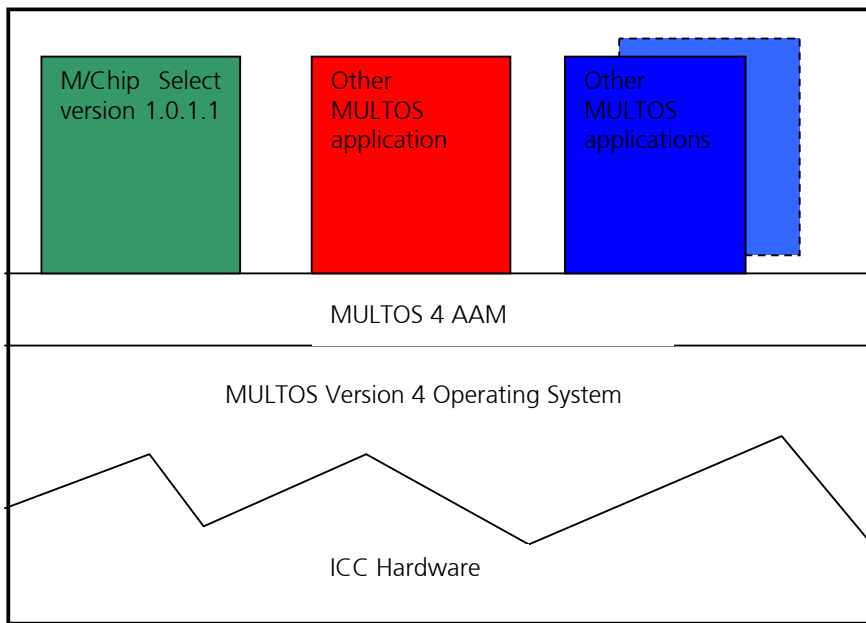 M/Chip Select
version 1.0.1.1
Other
MULTOS
application
Other
MULTOS
applications
MULTOS 4 AAM
MULTOS Version 4 Operating System
ICC Hardware